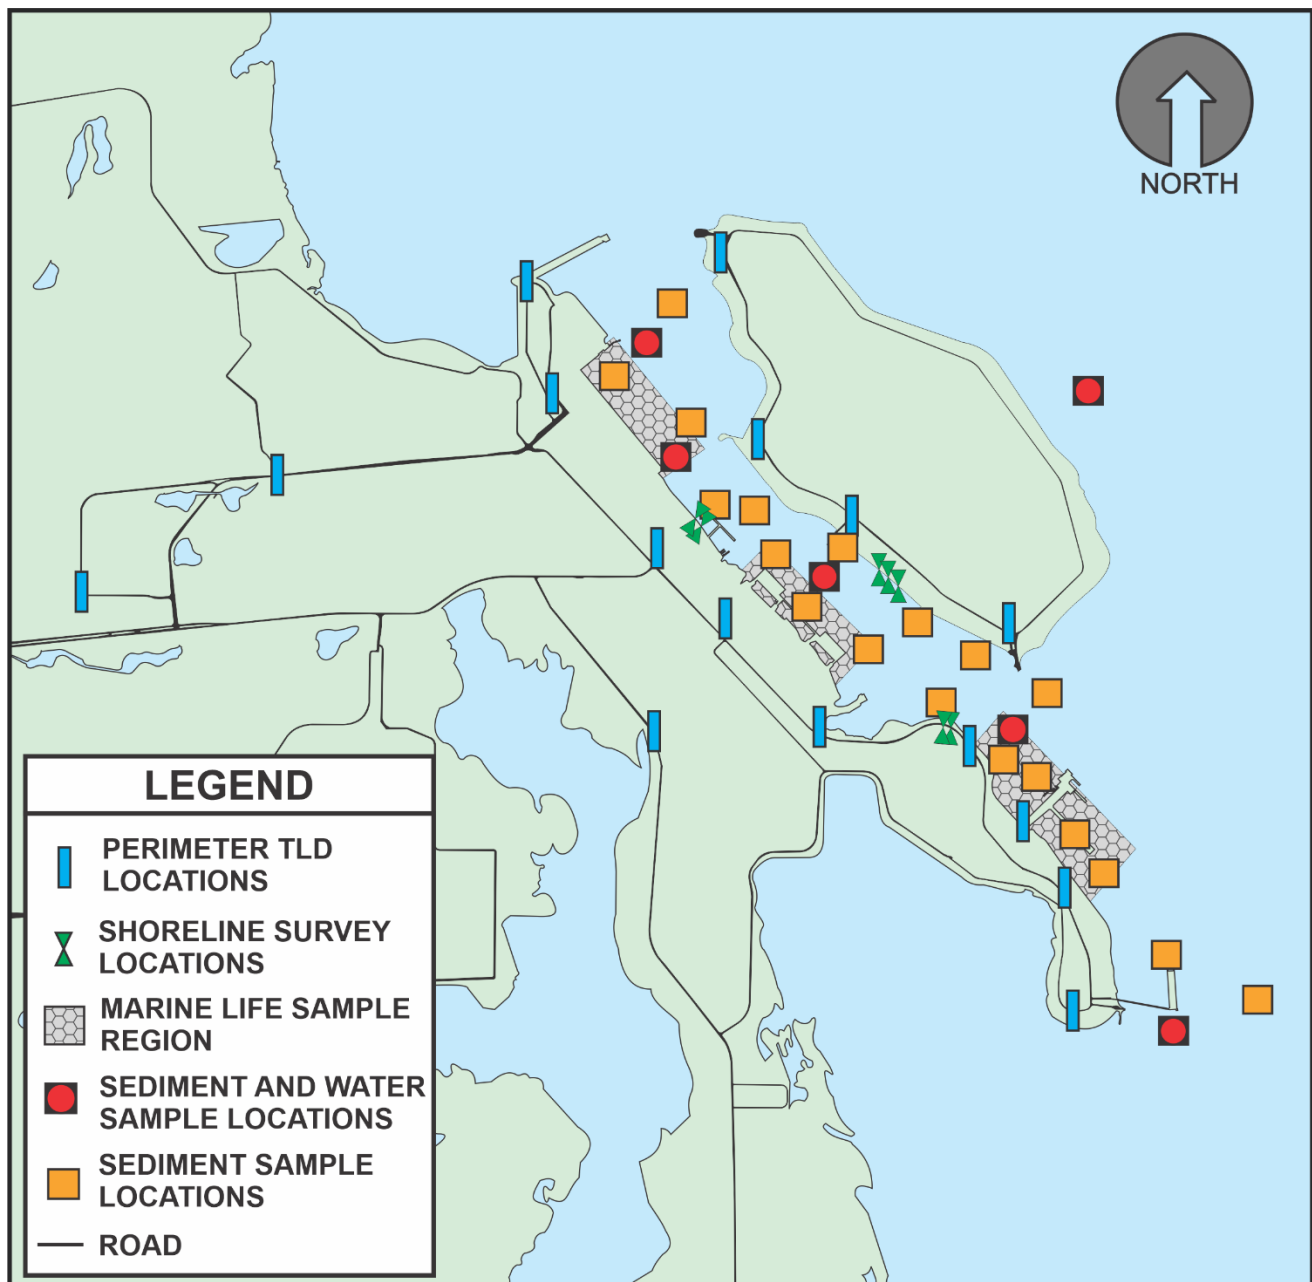 NORTH
LEGEND
PERIMETER TLD
LOCATIONS
SHORELINE SURVEY
LOCATIONS
MARINE LIFE SAMPLE
REGION
SEDIMENT AND WATER
SAMPLE LOCATIONS
SEDIMENT SAMPLE
LOCATIONS
ROAD